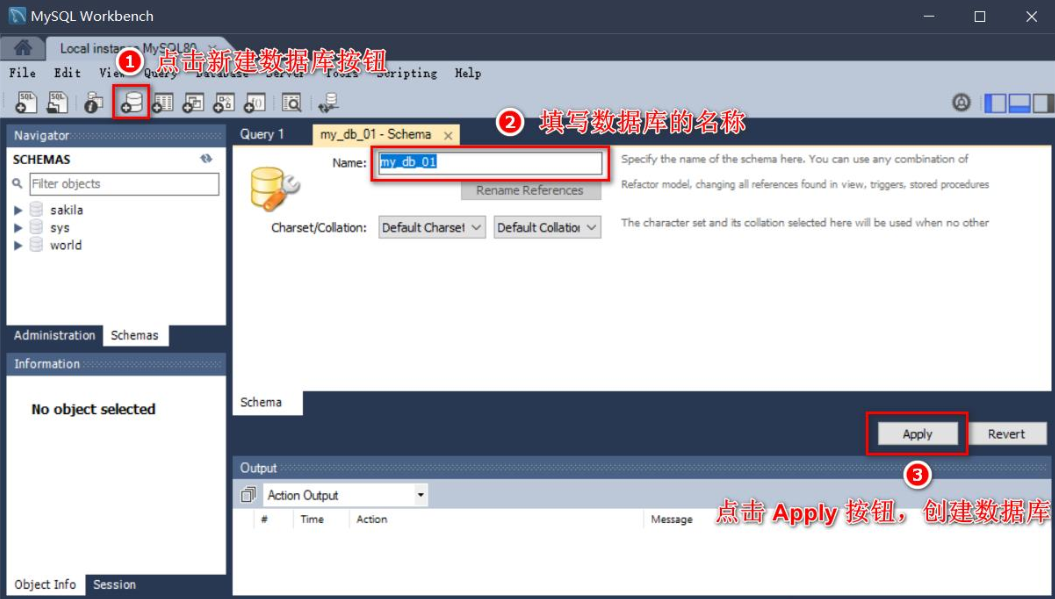 MySQL Workbench
Local instance MySQL80
① 点击新建数据库按钮
File Edit View Query Database Server Tools Scripting Help
Navigator
SCHEMAS
Filter objects
sakila
sys
world
Administration Schemas
Information
No object selected
Object Info Session
Query 1 my_db_01 - Schema
② 填写数据库的名称
Name: my_db_01
Specify the name of the schema here. You can use any combination of
Rename References
Refactor model, changing all references found in view, triggers, stored procedures
Charset/Collation: Default Charset Default Collation
The character set and its collation selected here will be used when no other
Schema
Apply Revert
③
点击 Apply 按钮，创建数据库
Output
Action Output
# Time Action Message